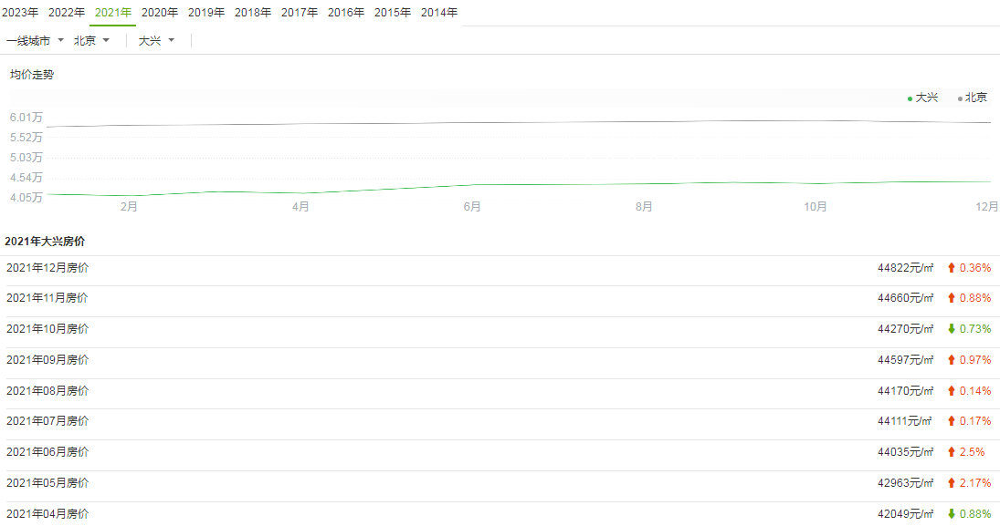 2023年 2022年 2021年 2020年 2019年 2018年 2017年 2016年 2015年 2014年
一线城市 北京 大兴
均价走势
大兴 北京
6.01万
5.52万
5.03万
4.54万
4.05万
2月 4月 6月 8月 10月 12月
2021年大兴房价
2021年12月房价 44822元/㎡ 0.36%
2021年11月房价 44660元/㎡ 0.88%
2021年10月房价 44270元/㎡ 0.73%
2021年09月房价 44597元/㎡ 0.97%
2021年08月房价 44170元/㎡ 0.14%
2021年07月房价 44111元/㎡ 0.17%
2021年06月房价 44035元/㎡ 2.5%
2021年05月房价 42963元/㎡ 2.17%
2021年04月房价 42049元/㎡ 0.88%